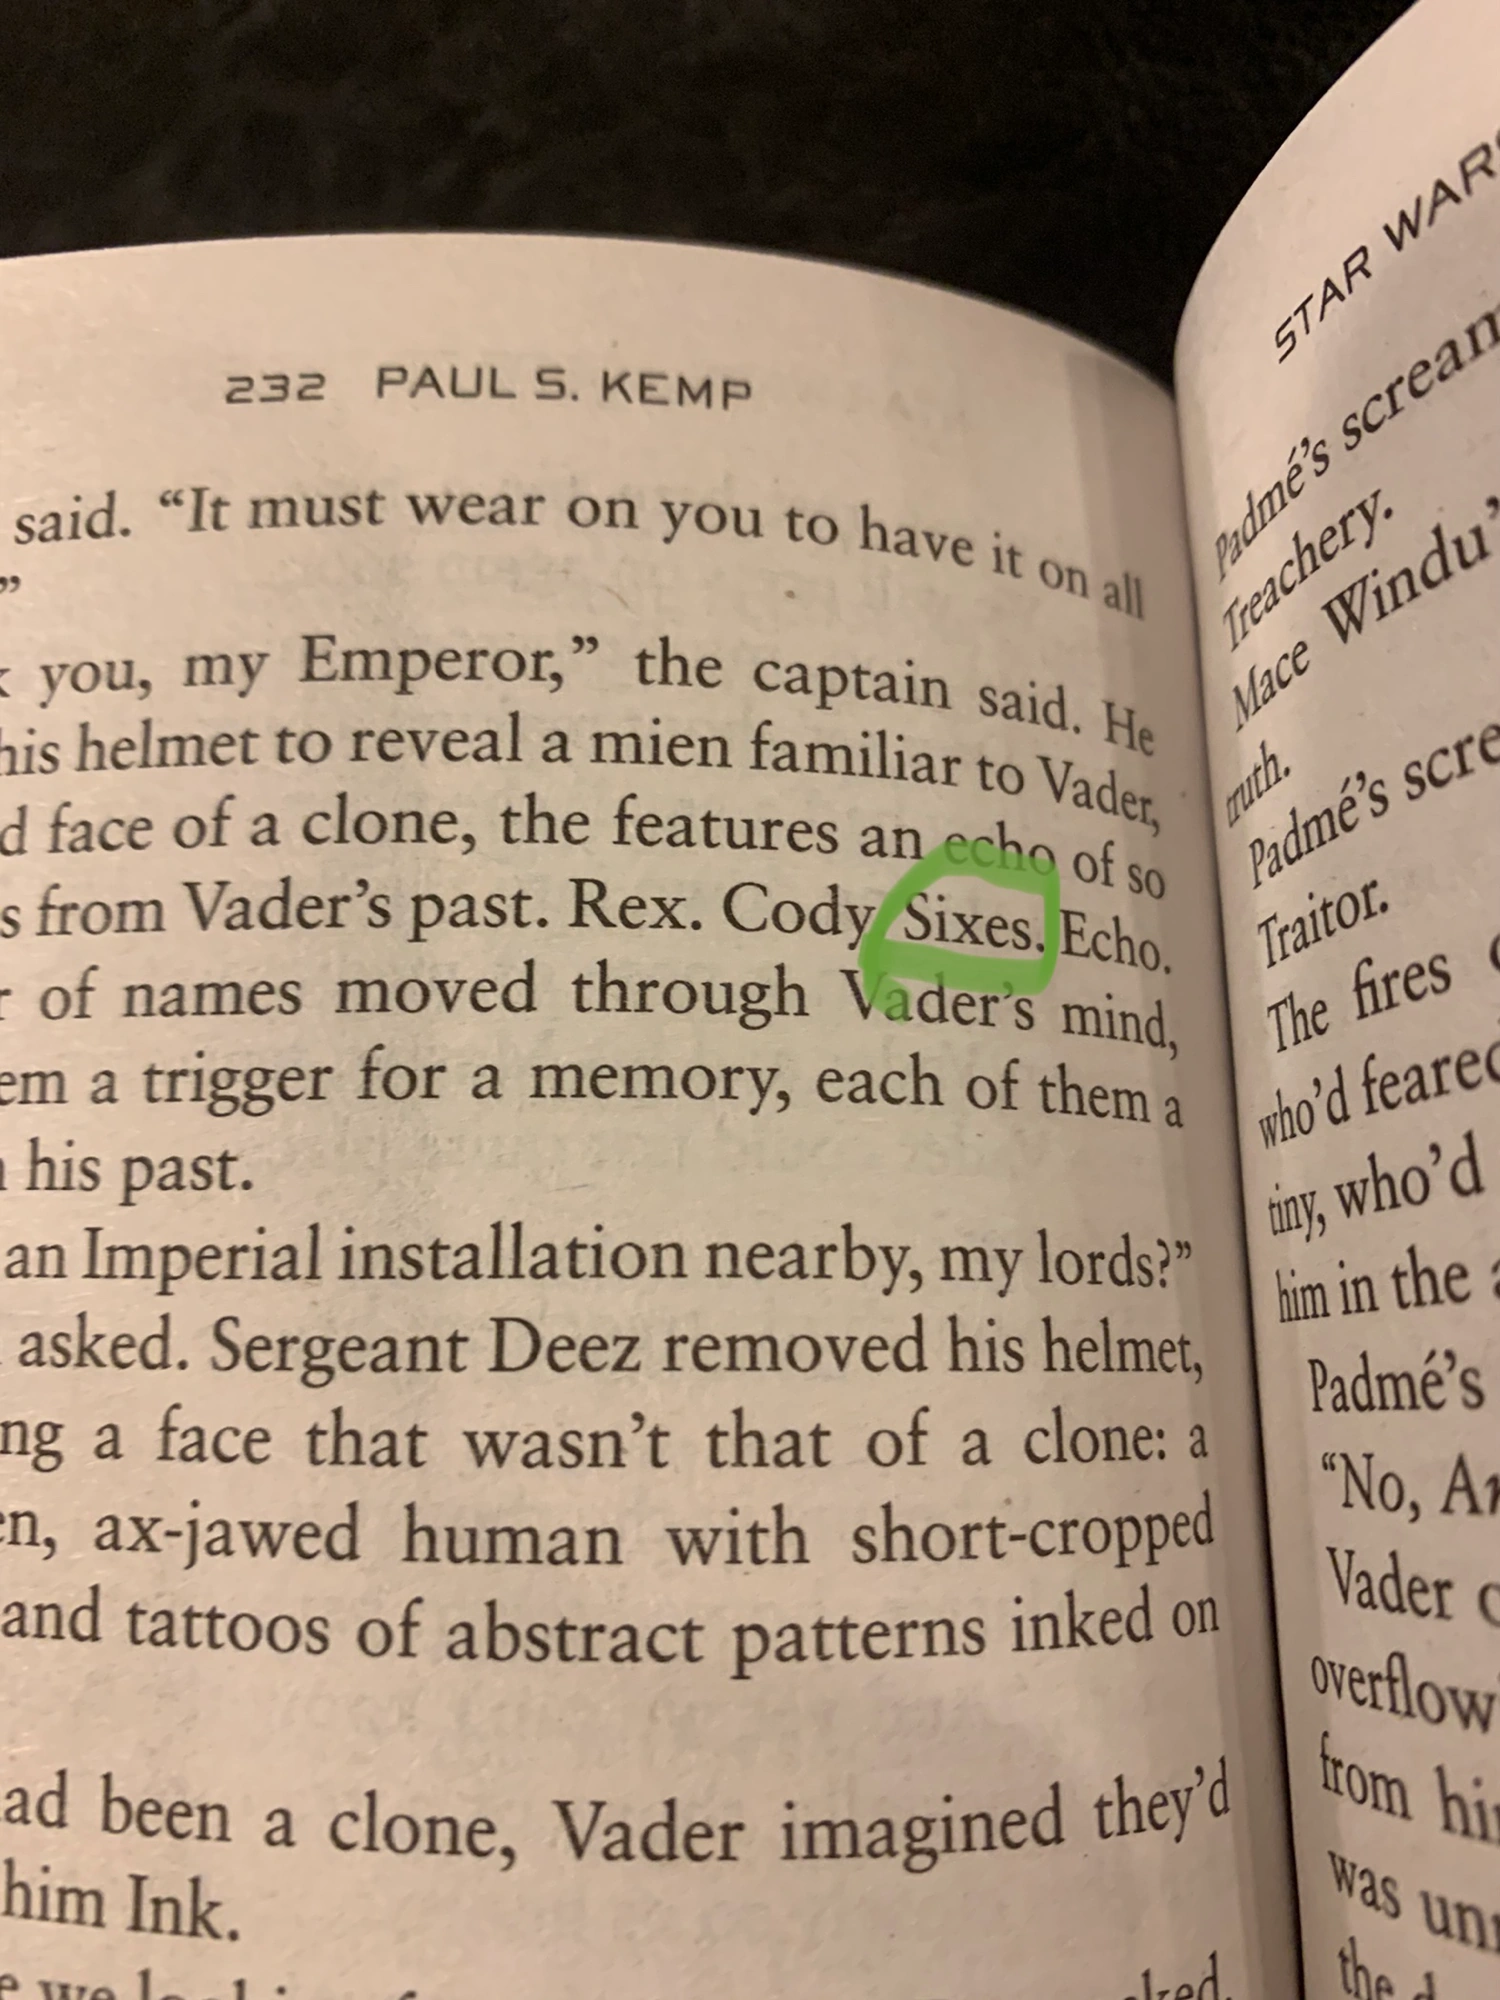 232 PAUL S. KEMP
said. “It must wear on you to have it on all
”
you, my Emperor,” the captain said. He
his helmet to reveal a mien familiar to Vader,
d face of a clone, the features an echo of so
s from Vader’s past. Rex. Cody Sixes. Echo.
r of names moved through Vader’s mind,
em a trigger for a memory, each of them a
his past.
an Imperial installation nearby, my lords?”
asked. Sergeant Deez removed his helmet,
ng a face that wasn’t that of a clone: a
en, ax-jawed human with short-cropped
and tattoos of abstract patterns inked on
ad been a clone, Vader imagined they’d
him Ink.
STAR WARS
Padmé’s scream
Treachery.
Mace Windu’
truth.
Padmé’s scre
Traitor.
The fires
who’d feared
tiny, who’d
him in the
Padmé’s
“No, An
Vader
overflow
from hi
was un
the d